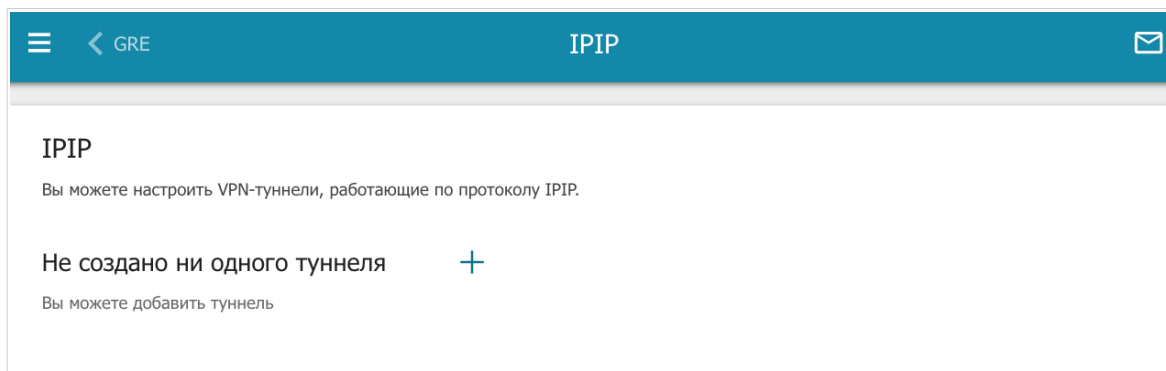 GRE
IPIP
IPIP
Вы можете настроить VPN-туннели, работающие по протоколу IPIP.
Не создано ни одного туннеля
Вы можете добавить туннель